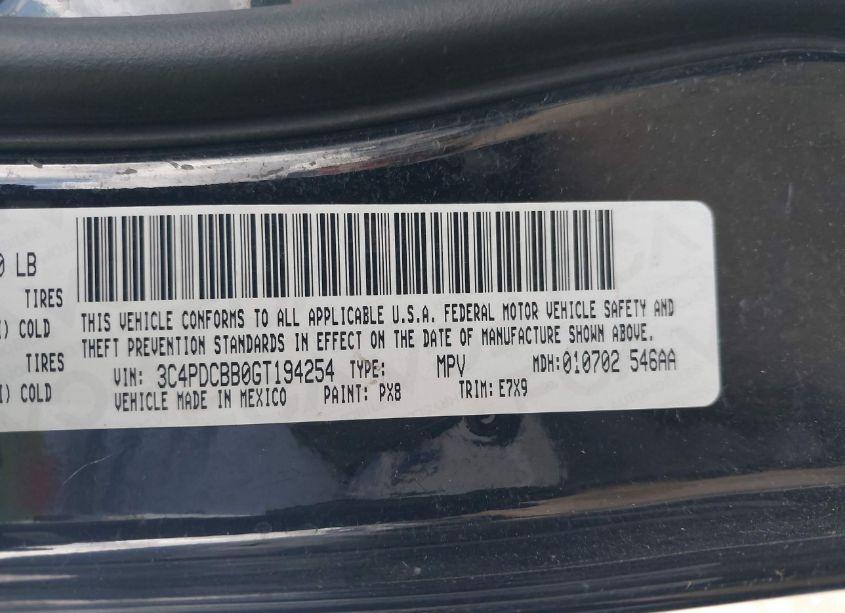 0 LB
TIRES
) COLD
TIRES
) COLD
THIS VEHICLE CONFORMS TO ALL APPLICABLE U.S.A. FEDERAL MOTOR VEHICLE SAFETY AND
THEFT PREVENTION STANDARDS IN EFFECT ON THE DATE OF MANUFACTURE SHOWN ABOVE.
VIN: 3C4PDCBB0GT194254 TYPE: MPV MDH:010702 546AA
VEHICLE MADE IN MEXICO PAINT: PX8 TRIM: E7X9